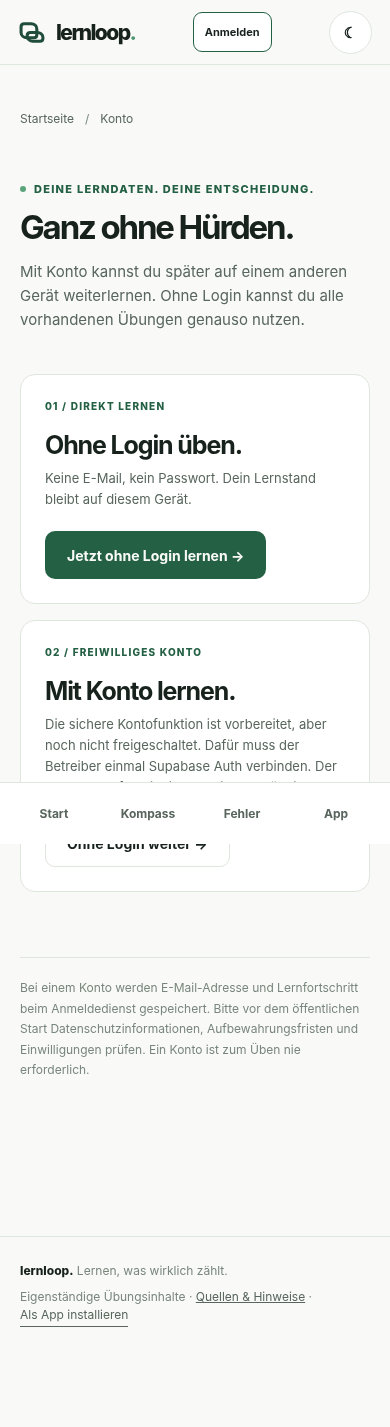 lernloop.
Anmelden
Startseite / Konto
DEINE LERNDATEN. DEINE ENTSCHEIDUNG.
Ganz ohne Hürden.
Mit Konto kannst du später auf einem anderen
Gerät weiterlernen. Ohne Login kannst du alle
vorhandenen Übungen genauso nutzen.
01 / DIREKT LERNEN
Ohne Login üben.
Keine E-Mail, kein Passwort. Dein Lernstand
bleibt auf diesem Gerät.
Jetzt ohne Login lernen →
02 / FREIWILLIGES KONTO
Mit Konto lernen.
Die sichere Kontofunktion ist vorbereitet, aber
noch nicht freigeschaltet. Dafür muss der
Betreiber einmal Supabase Auth verbinden. Der
Start Kompass Fehler App
Ohne Login weiter →
Bei einem Konto werden E-Mail-Adresse und Lernfortschritt
beim Anmeldedienst gespeichert. Bitte vor dem öffentlichen
Start Datenschutzinformationen, Aufbewahrungsfristen und
Einwilligungen prüfen. Ein Konto ist zum Üben nie
erforderlich.
lernloop. Lernen, was wirklich zählt.
Eigenständige Übungsinhalte · Quellen & Hinweise ·
Als App installieren